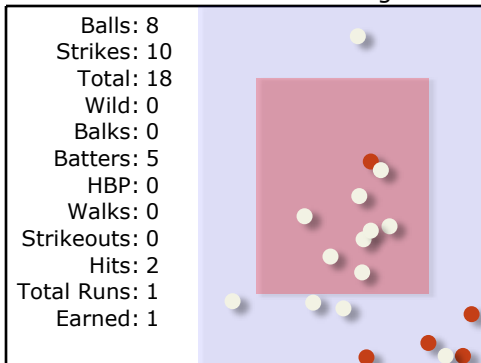 Balls: 8
Strikes: 10
Total: 18
Wild: 0
Balks: 0
Batters: 5
HBP: 0
Walks: 0
Strikeouts: 0
Hits: 2
Total Runs: 1
Earned: 1